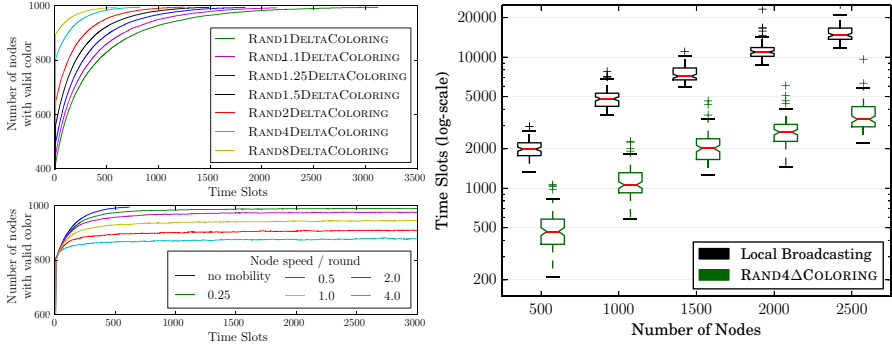 Number of nodes
with valid color
1000
800
600
400
0
500
1000
1500
2000
2500
3000
3500
Time Slots
RAND1DELTACOLORING
RAND1.1DELTACOLORING
RAND1.25DELTACOLORING
RAND1.5DELTACOLORING
RAND2DELTACOLORING
RAND4DELTACOLORING
RAND8DELTACOLORING
Number of nodes
with valid color
1000
900
800
600
0
500
1000
1500
2000
2500
3000
Time Slots
Node speed / round
no mobility
0.25
0.5
1.0
2.0
4.0
Time Slots (log-scale)
10000
5000
2000
1000
500
200
500
1000
1500
2000
2500
Number of Nodes
Local Broadcasting
RAND4ΔCOLORING